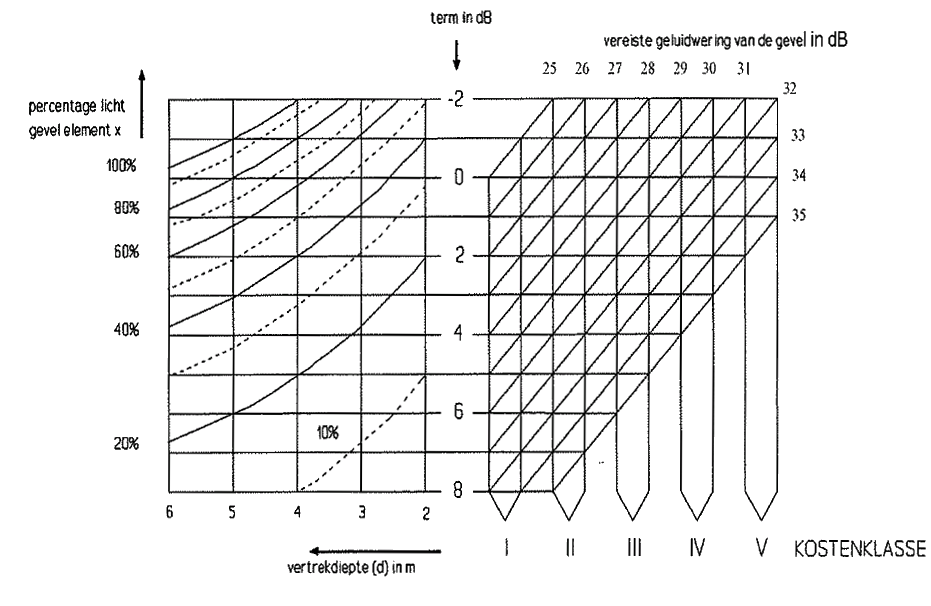 term in dB
vereiste geluidwering van de gevel in dB
25 26 27 28 29 30 31
32
percentage licht
gevel element x
-2
33
100%
0
34
80%
35
60%
2
40%
4
6
20%
10%
8
6 5 4 3 2
I II III IV V KOSTENKLASSE
vertrekdiepte (d) in m